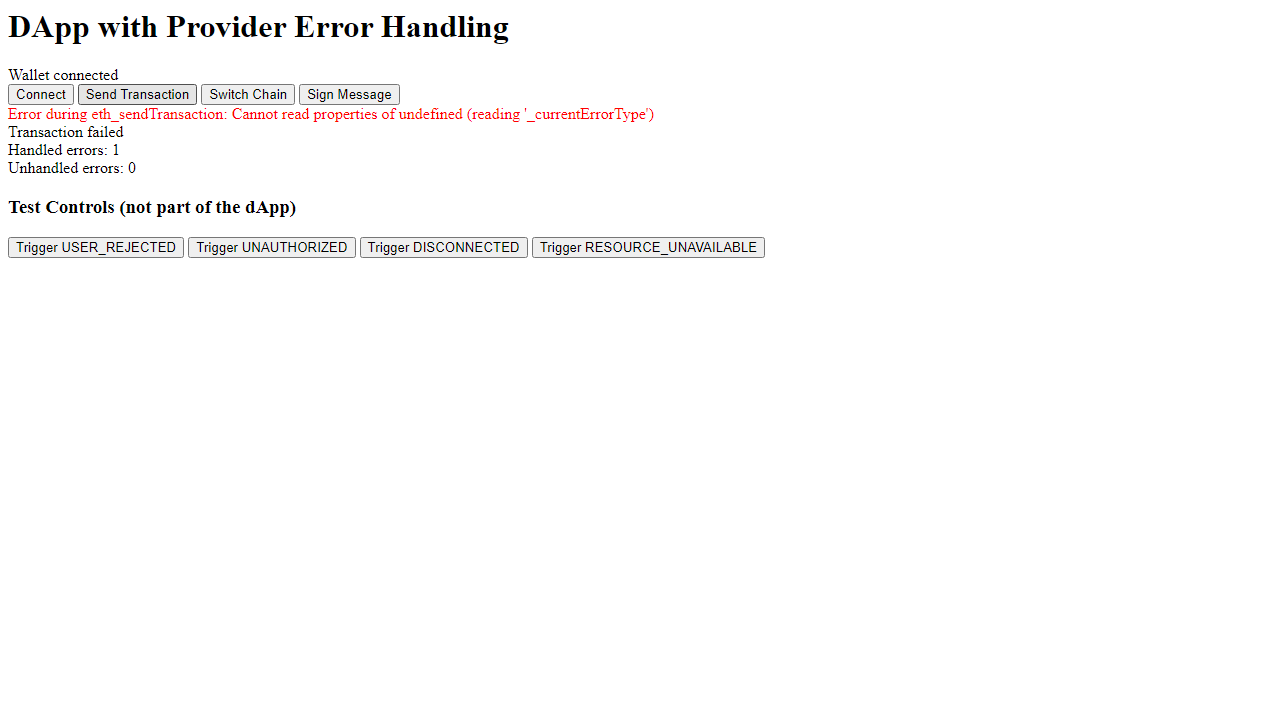 DApp with Provider Error Handling
Wallet connected
Connect Send Transaction Switch Chain Sign Message
Error during eth_sendTransaction: Cannot read properties of undefined (reading '_currentErrorType')
Transaction failed
Handled errors: 1
Unhandled errors: 0
Test Controls (not part of the dApp)
Trigger USER_REJECTED Trigger UNAUTHORIZED Trigger DISCONNECTED Trigger RESOURCE_UNAVAILABLE